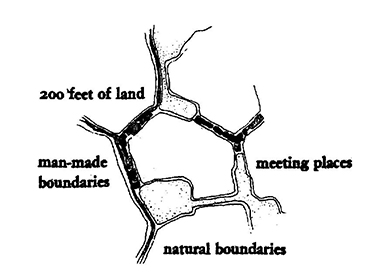 200 feet of land
man-made
boundaries
meeting places
natural boundaries